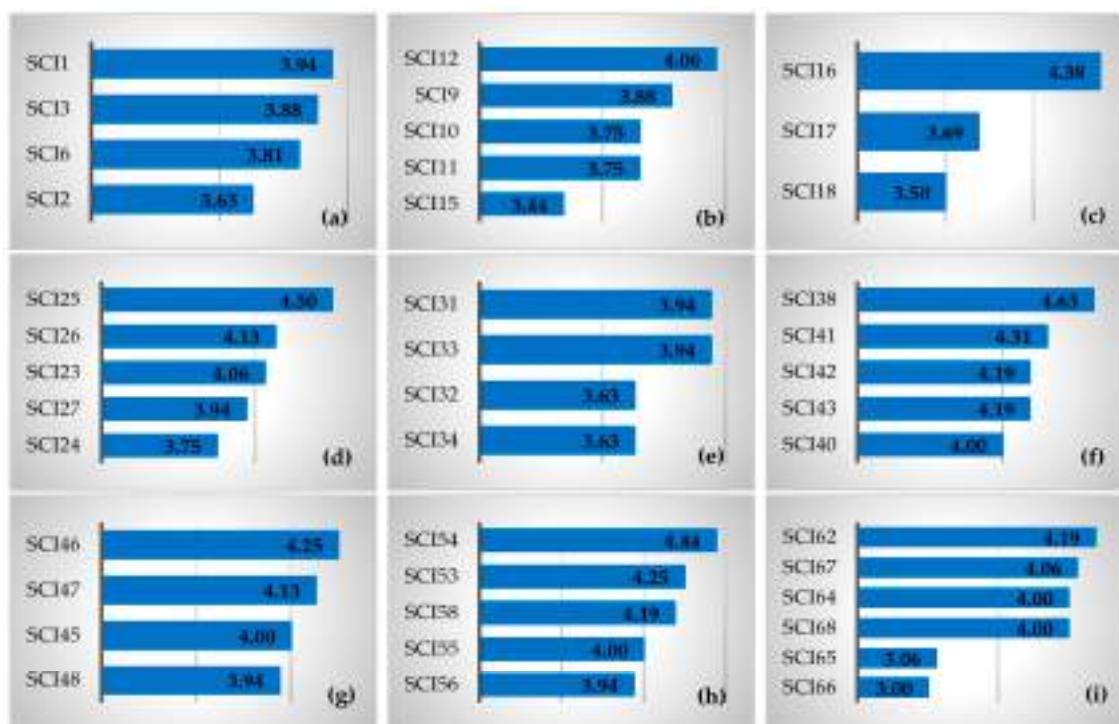 SCI1 3.94
SCI3 3.88
SCI6 3.81
SCI2 3.63
(a)
SCI12 4.06
SCI9 3.88
SCI10 3.75
SCI11 3.75
SCI15 3.44
(b)
SCI16 4.38
SCI17 3.69
SCI18 3.50
(c)
SCI25 4.50
SCI26 4.13
SCI23 4.06
SCI27 3.94
SCI24 3.75
(d)
SCI31 3.94
SCI33 3.94
SCI32 3.63
SCI34 3.63
(e)
SCI38 4.63
SCI41 4.31
SCI42 4.19
SCI43 4.19
SCI40 4.00
(f)
SCI46 4.25
SCI47 4.13
SCI45 4.00
SCI48 3.94
(g)
SCI54 4.44
SCI53 4.25
SCI58 4.19
SCI55 4.00
SCI56 3.94
(h)
SCI62 4.19
SCI67 4.06
SCI64 4.00
SCI68 4.00
SCI65 3.06
SCI66 3.00
(i)